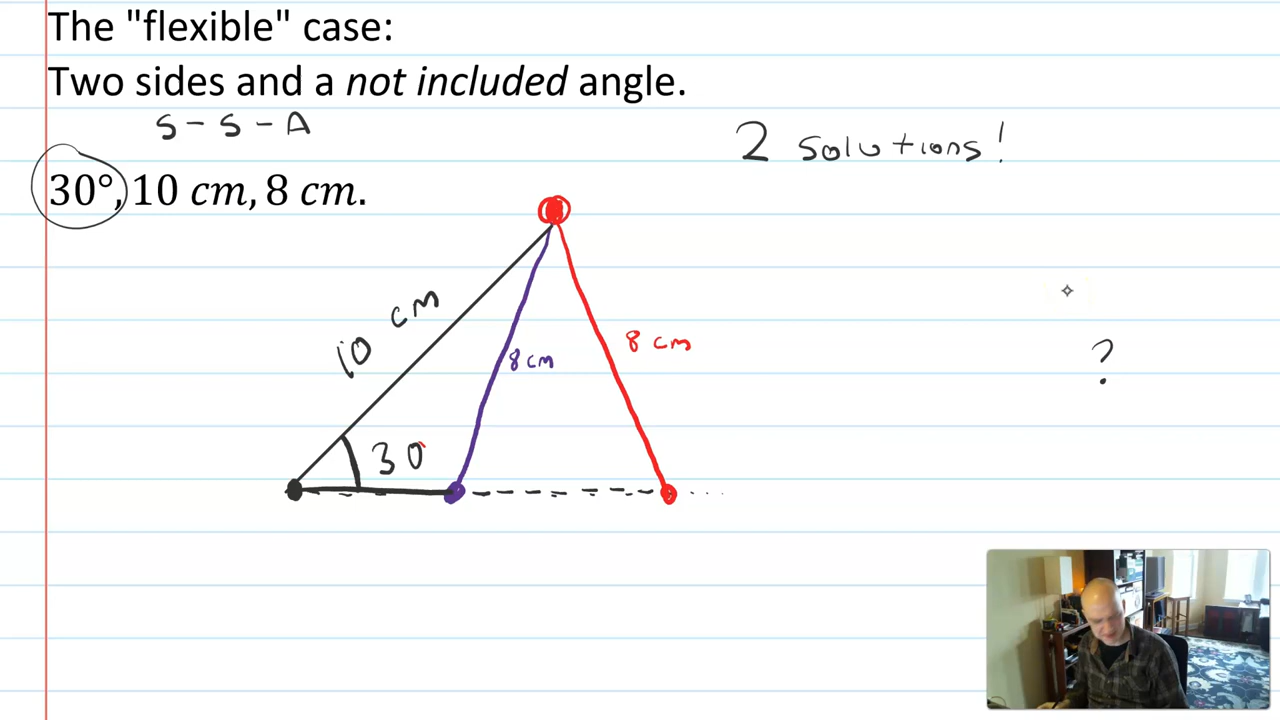 The "flexible" case:
Two sides and a not included angle.
S - S - A
2 solutions!
30°, 10 cm, 8 cm.
10 cm
8 cm
8 cm
?
30°